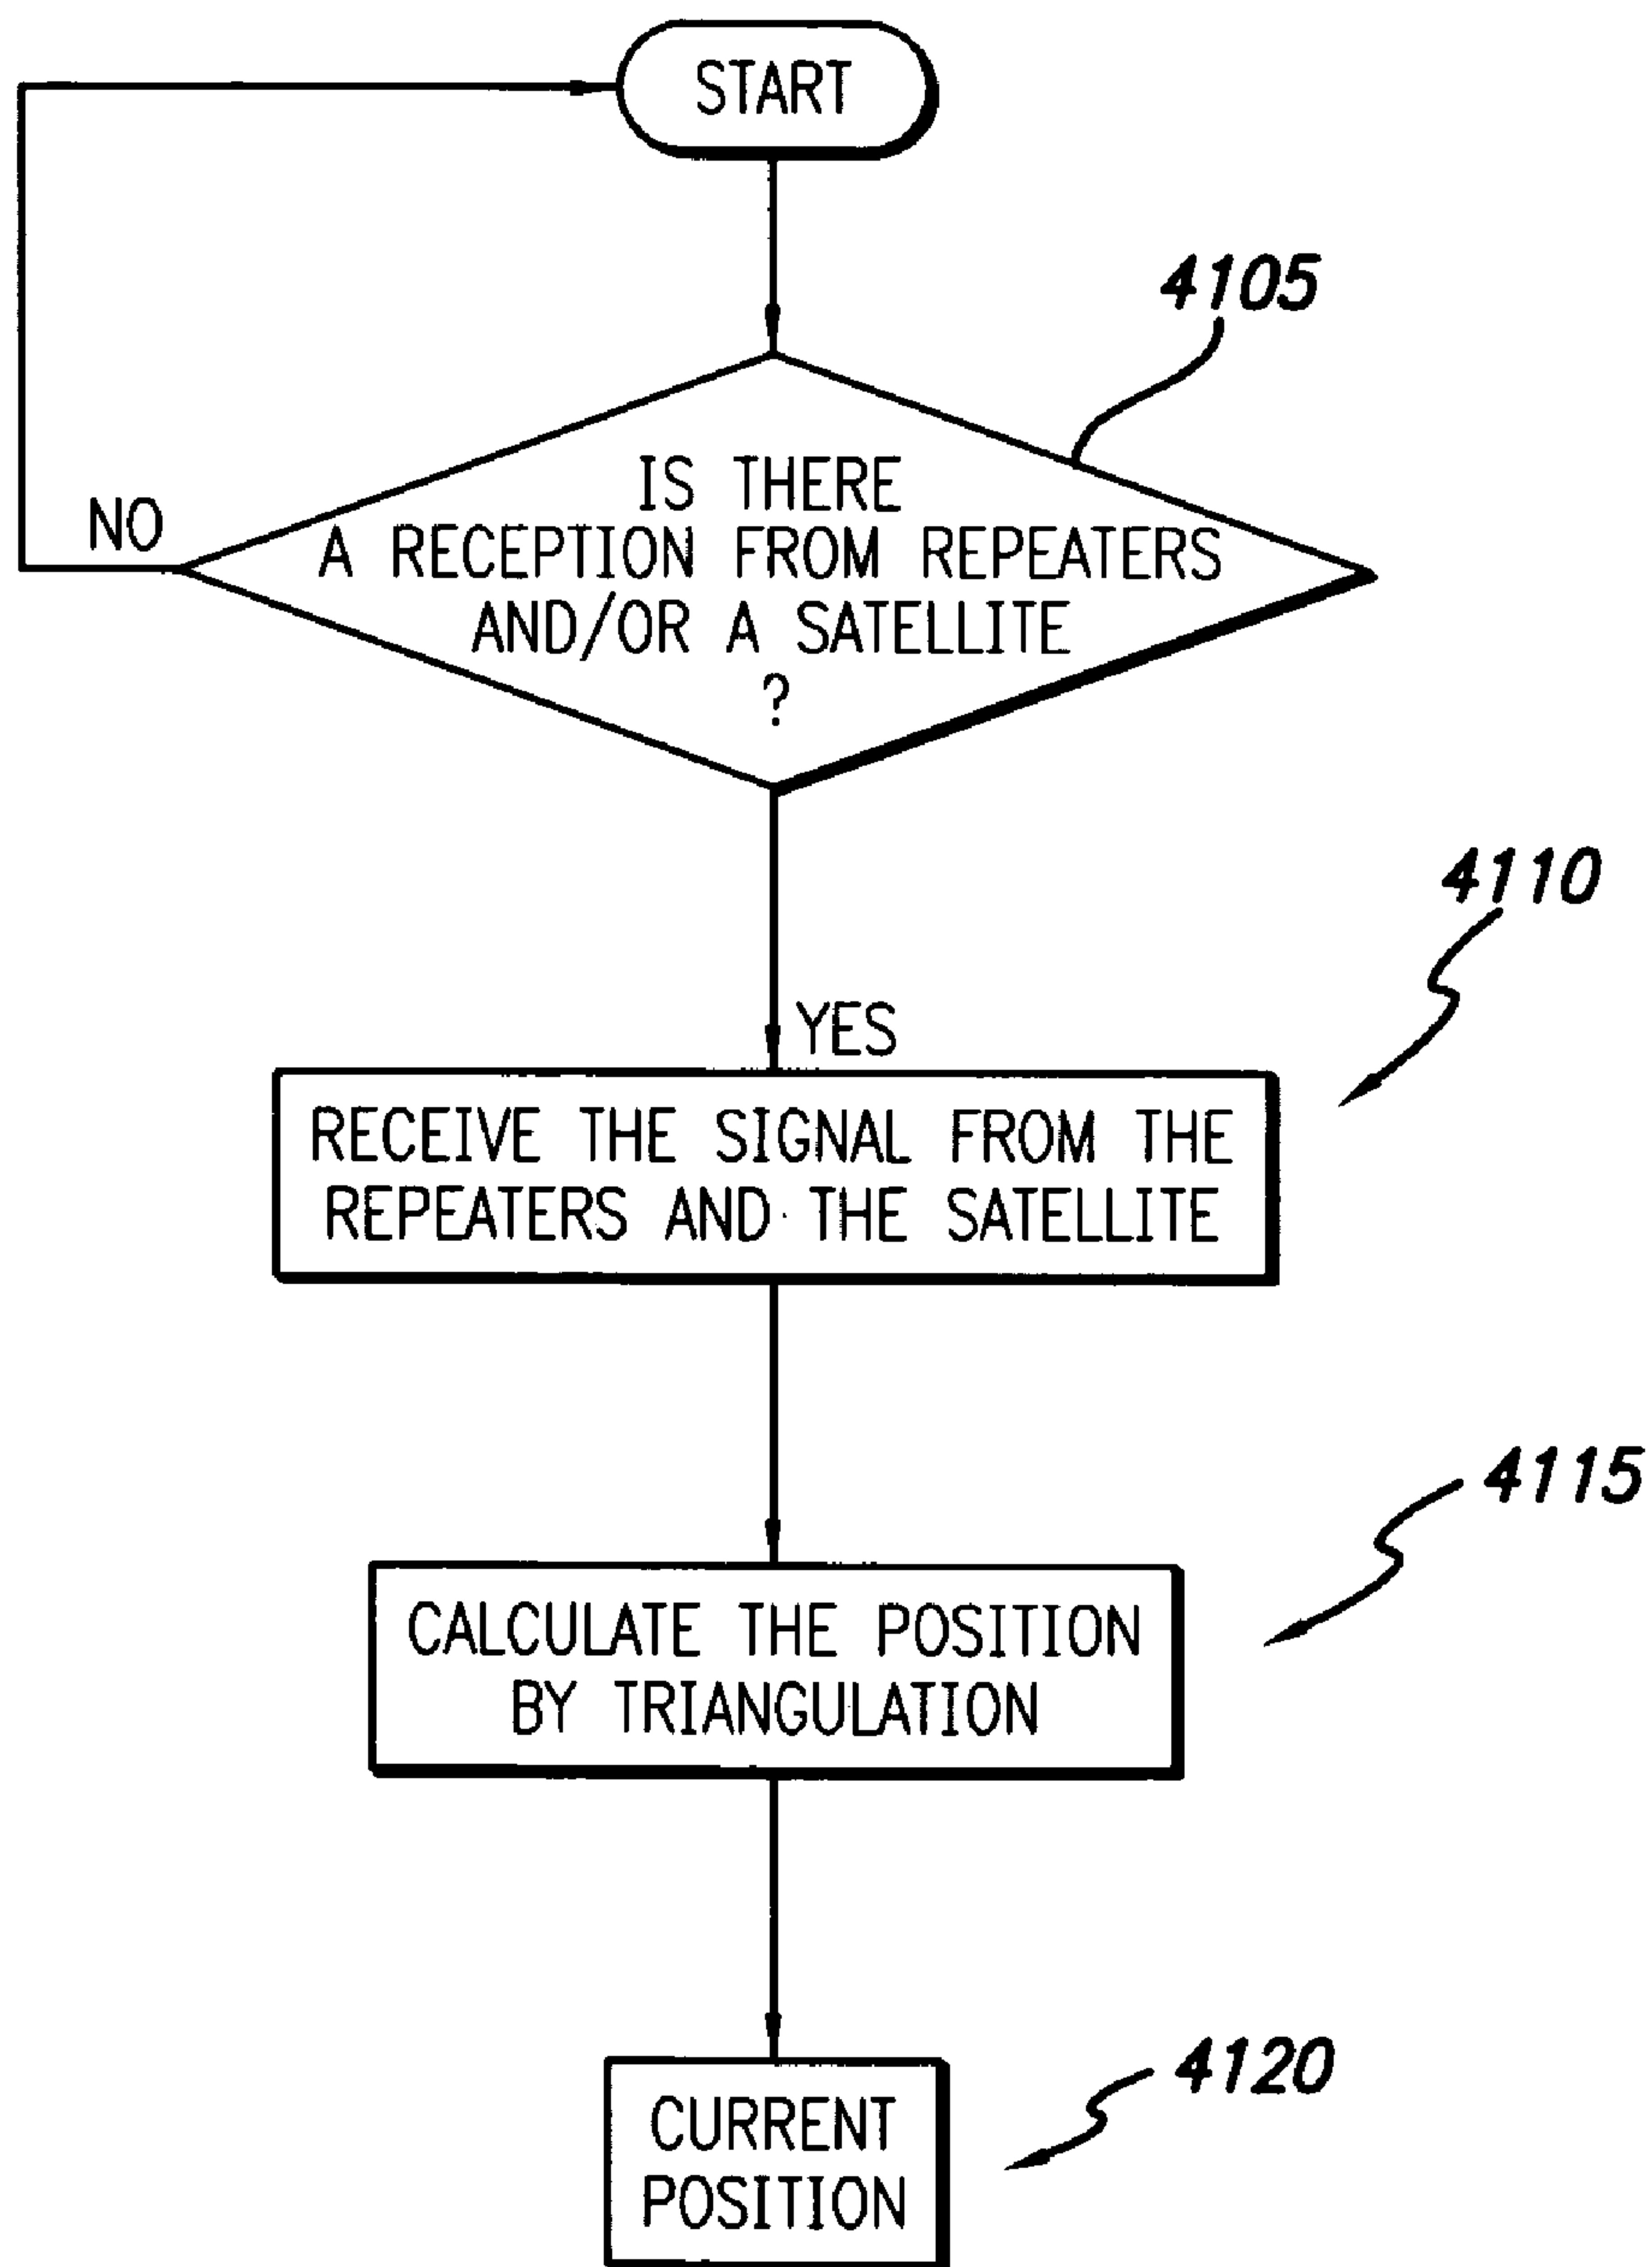 START
4105
IS THERE
A RECEPTION FROM REPEATERS
AND/OR A SATELLITE
?
NO
4110
YES
RECEIVE THE SIGNAL FROM THE
REPEATERS AND THE SATELLITE
4115
CALCULATE THE POSITION
BY TRIANGULATION
4120
CURRENT
POSITION